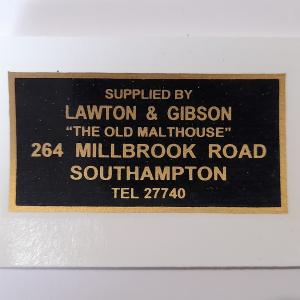 SUPPLIED BY
LAWTON & GIBSON
"THE OLD MALTHOUSE"
264 MILLBROOK ROAD
SOUTHAMPTON
TEL 27740